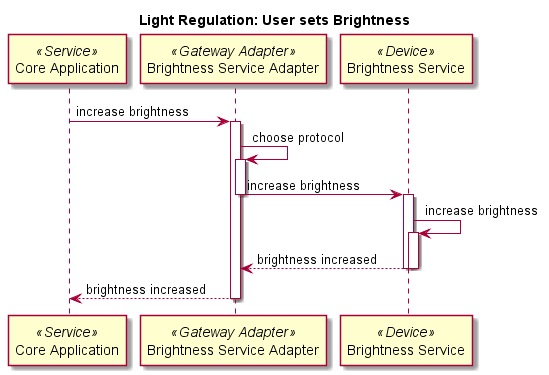 Light Regulation: User sets Brightness
«Service»
Core Application
«Gateway Adapter»
Brightness Service Adapter
«Device»
Brightness Service
increase brightness
choose protocol
increase brightness
increase brightness
brightness increased
brightness increased
«Service»
Core Application
«Gateway Adapter»
Brightness Service Adapter
«Device»
Brightness Service